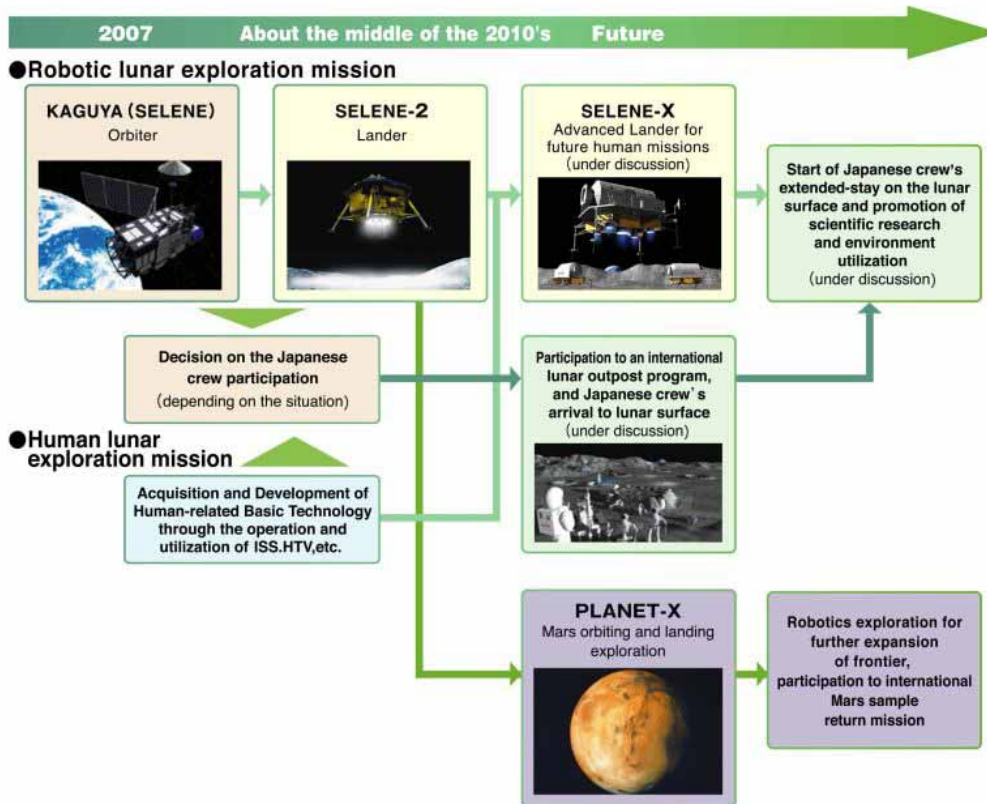 2007 About the middle of the 2010's Future
●Robotic lunar exploration mission
KAGUYA (SELENE)
Orbiter
SELENE-2
Lander
SELENE-X
Advanced Lander for
future human missions
(under discussion)
Start of Japanese crew's
extended-stay on the lunar
surface and promotion of
scientific research
and environment
utilization
(under discussion)
Decision on the Japanese
crew participation
(depending on the situation)
Participation to an international
lunar outpost program,
and Japanese crew's
arrival to lunar surface
(under discussion)
●Human lunar
exploration mission
Acquisition and Development of
Human-related Basic Technology
through the operation and
utilization of ISS.HTV,etc.
PLANET-X
Mars orbiting and landing
exploration
Robotics exploration for
further expansion
of frontier,
participation to international
Mars sample
return mission